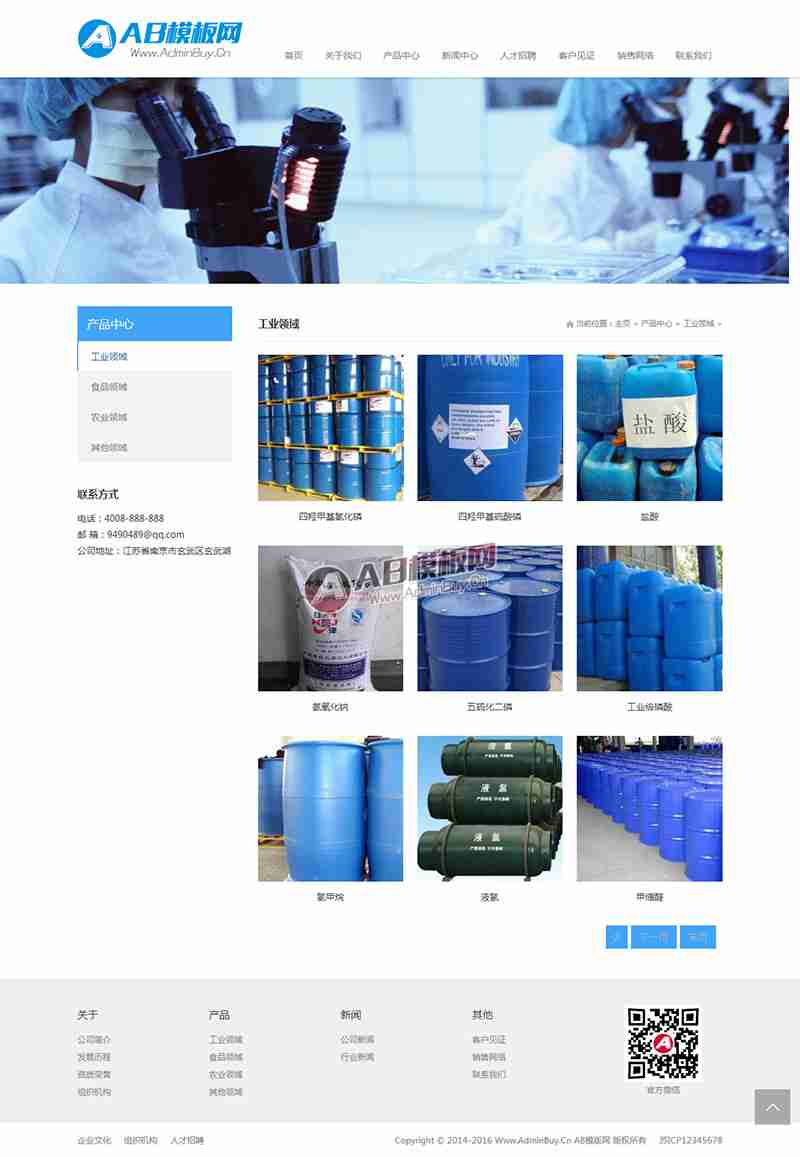 AB模板网
Www.AdminBuy.Cn
首页 关于我们 产品中心 新闻中心 人才招聘 客户见证 销售网络 联系我们
产品中心
工业领域
食品领域
农业领域
其他领域
联系方式
电话：4008-888-888
邮 箱：9490489@qq.com
公司地址：江苏省南京市玄武区玄武湖
工业领域
当前位置：主页 > 产品中心 > 工业领域 >
ONLY FOR INDUSTRY
盐酸
四羟甲基氯化磷 四羟甲基硫酸磷 盐酸
AB模板网
Www.AdminBuy.Cn
氢氧化钠 五硫化二磷 工业级磷酸
液氯
液氯
液氯
氯甲烷 液氯 甲缩醛
2 下一页 末页
关于
公司简介
发展历程
资质荣誉
组织机构
产品
工业领域
食品领域
农业领域
其他领域
新闻
公司新闻
行业新闻
其他
客户见证
销售网络
联系我们
官方微信
企业文化 组织机构 人才招聘
Copyright © 2014-2016 Www.AdminBuy.Cn AB模板网 版权所有 苏ICP12345678